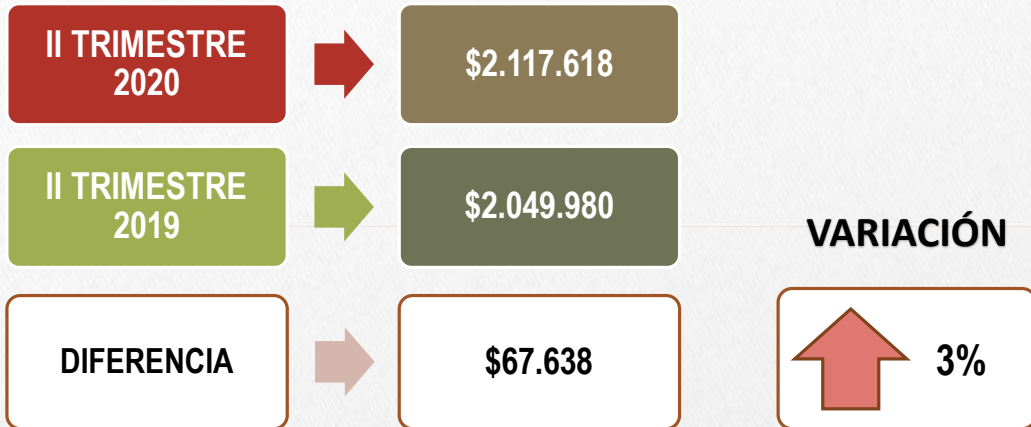 II TRIMESTRE
2020
$2.117.618
II TRIMESTRE
2019
$2.049.980
VARIACIÓN
DIFERENCIA
$67.638
3%